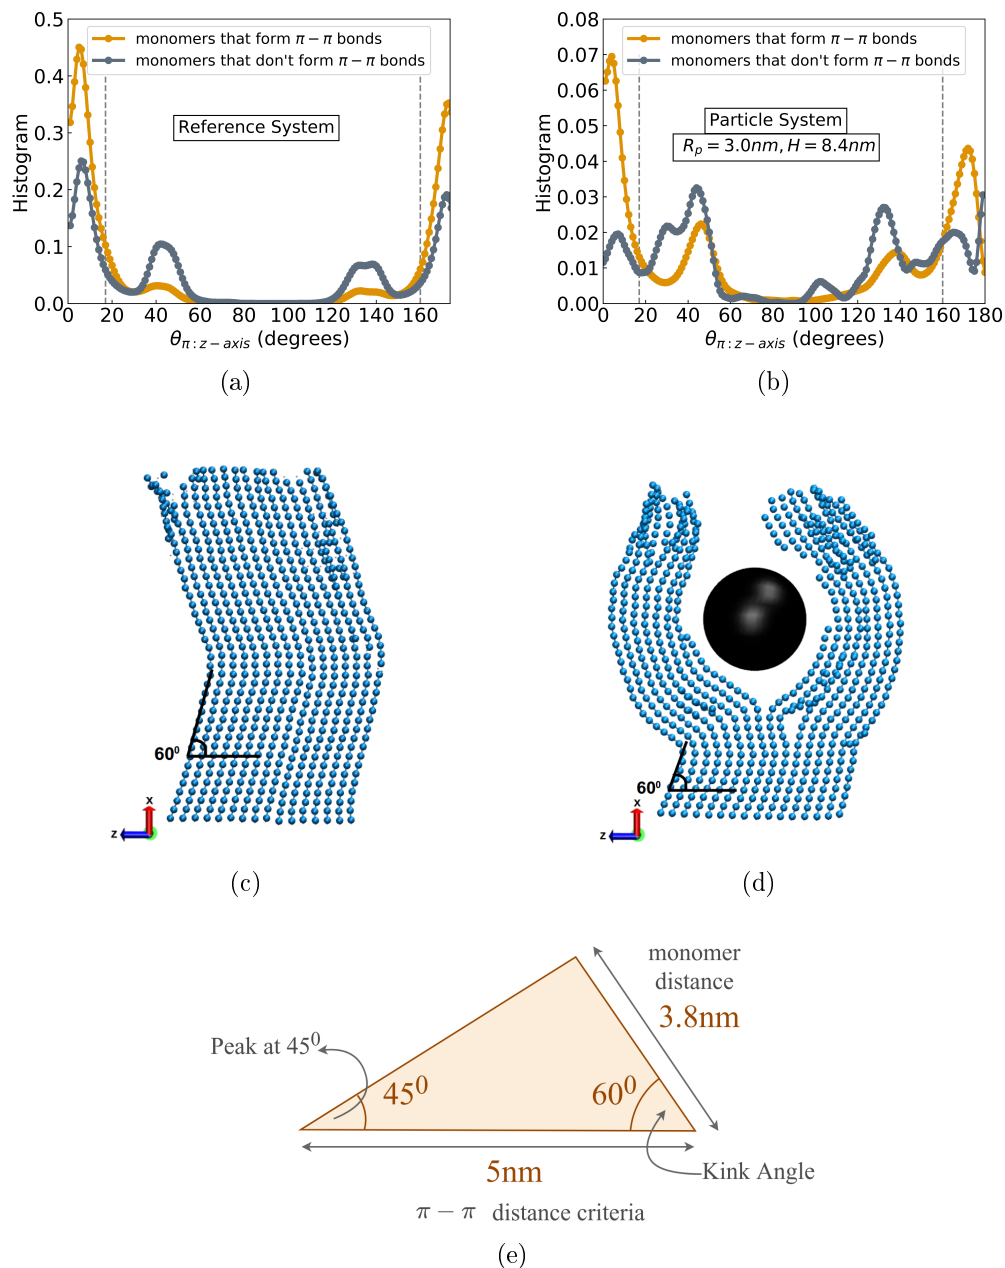 0.5
0.4
0.3
0.2
0.1
0.0
Histogram
monomers that form π − π bonds
monomers that don't form π − π bonds
Reference System
0 20 40 60 80 100 120 140 160
θπ : z − axis (degrees)
(a)
0.08
0.07
0.06
0.05
0.04
0.03
0.02
0.01
0.00
Histogram
monomers that form π − π bonds
monomers that don't form π − π bonds
Particle System
Rp = 3.0nm, H = 8.4nm
0 20 40 60 80 100 120 140 160 180
θπ : z − axis (degrees)
(b)
60⁰
x
z
(c)
60⁰
x
z
(d)
monomer
distance
3.8nm
Peak at 45⁰
45⁰
60⁰
5nm
Kink Angle
π − π distance criteria
(e)